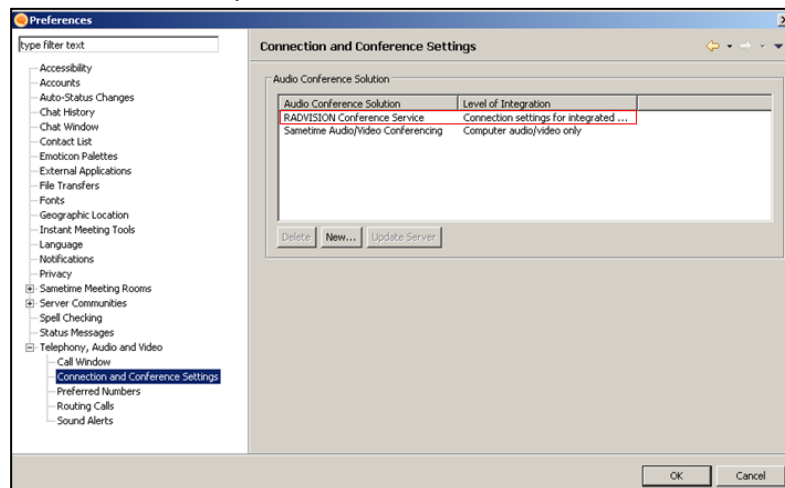 Preferences
type filter text
Connection and Conference Settings
Accessibility
Accounts
Auto-Status Changes
Chat History
Chat Window
Contact List
Emoticon Palettes
External Applications
File Transfers
Fonts
Geographic Location
Instant Meeting Tools
Language
Notifications
Privacy
Sametime Meeting Rooms
Server Communities
Spell Checking
Status Messages
Telephony, Audio and Video
Call Window
Connection and Conference Settings
Preferred Numbers
Routing Calls
Sound Alerts
Audio Conference Solution
Audio Conference Solution Level of Integration
RADVISION Conference Service Connection settings for integrated ...
Sametime Audio/Video Conferencing Computer audio/video only
Delete New... Update Server
OK Cancel